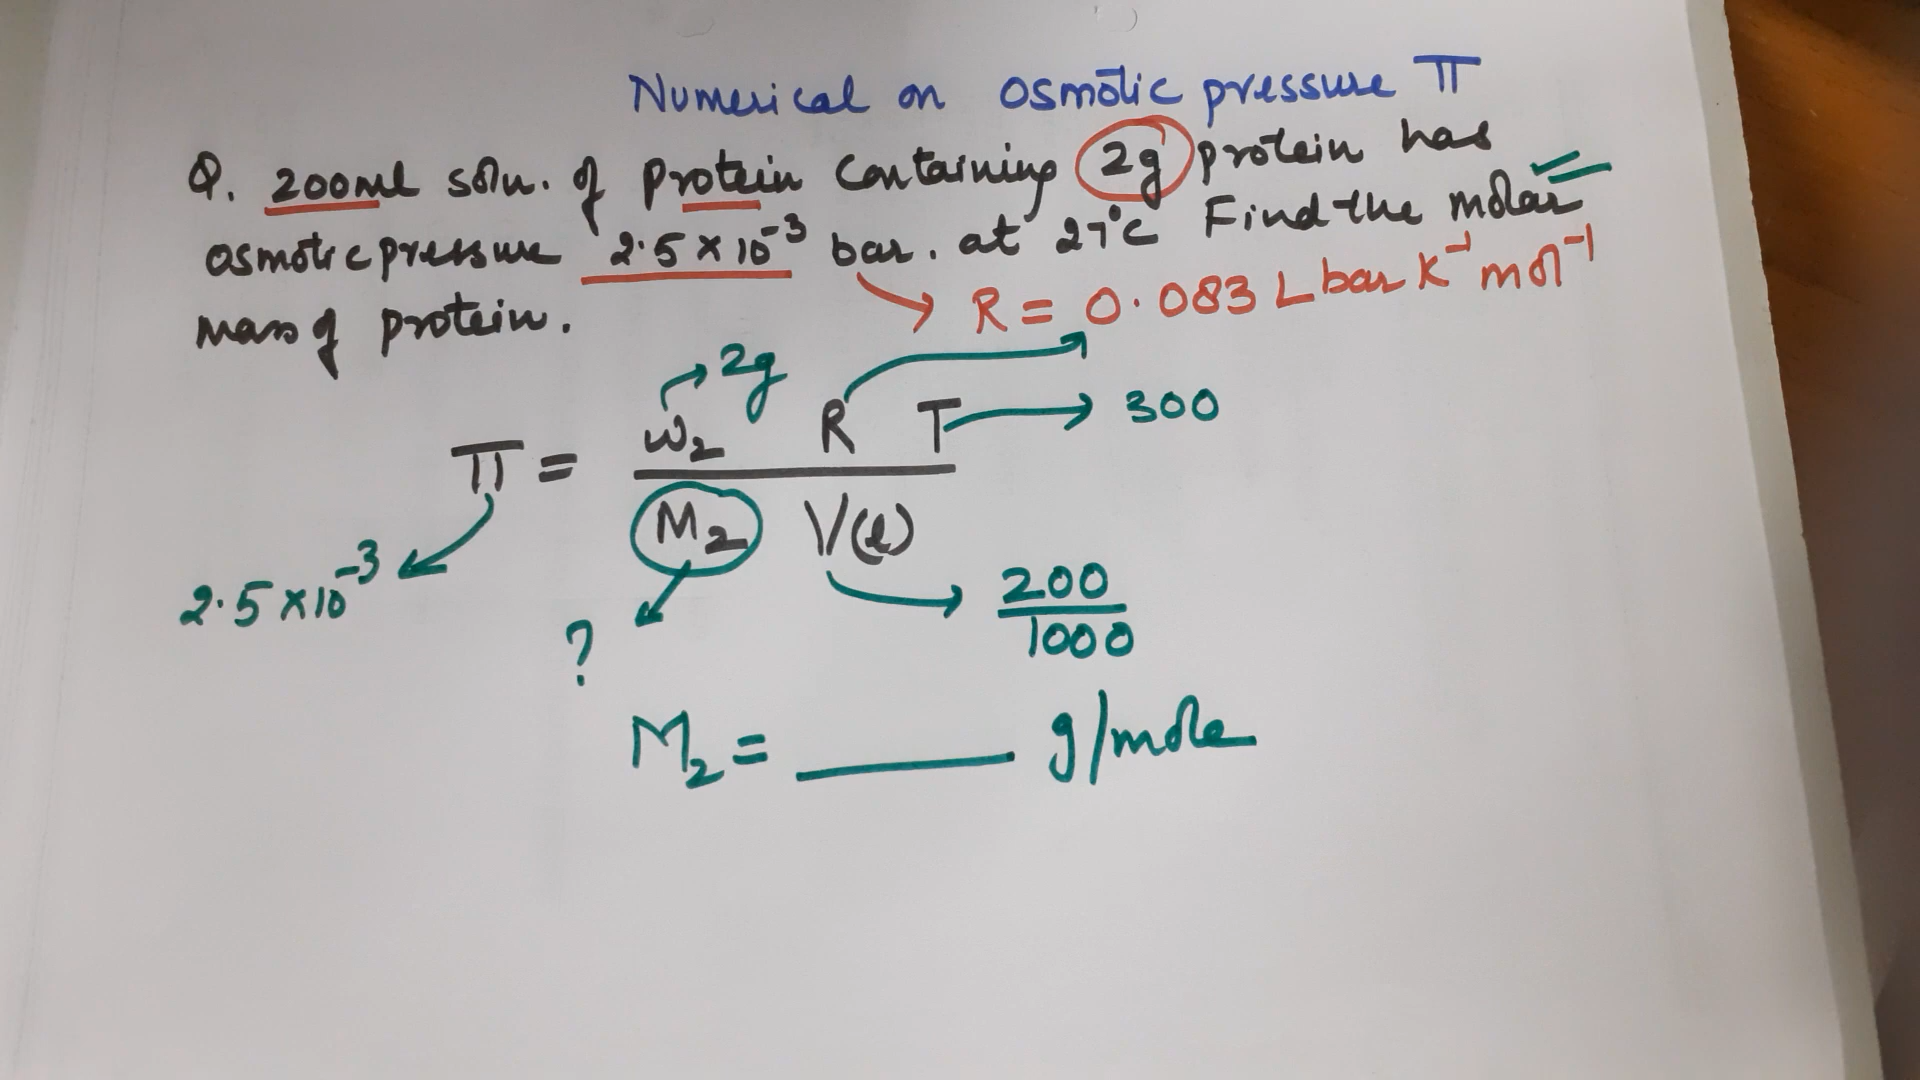 Numerical on osmotic pressure π
Q. 200ml soln. of protein containing 2g protein has
osmotic pressure 2.5 × 10⁻³ bar. at 27°C Find the molar
mass of protein.
R = 0.083 L bar K⁻¹ mol⁻¹
2g
w₂ R T 300
π =
M₂ V(l)
2.5 × 10⁻³
200
?
1000
M₂ = ____ g/mole